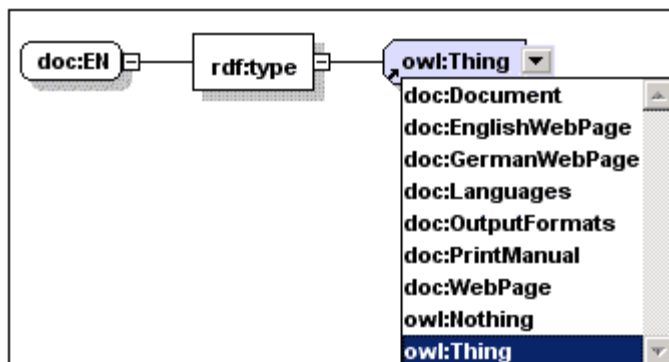 doc:EN
rdf:type
owl:Thing
doc:Document
doc:EnglishWebPage
doc:GermanWebPage
doc:Languages
doc:OutputFormats
doc:PrintManual
doc:WebPage
owl:Nothing
owl:Thing